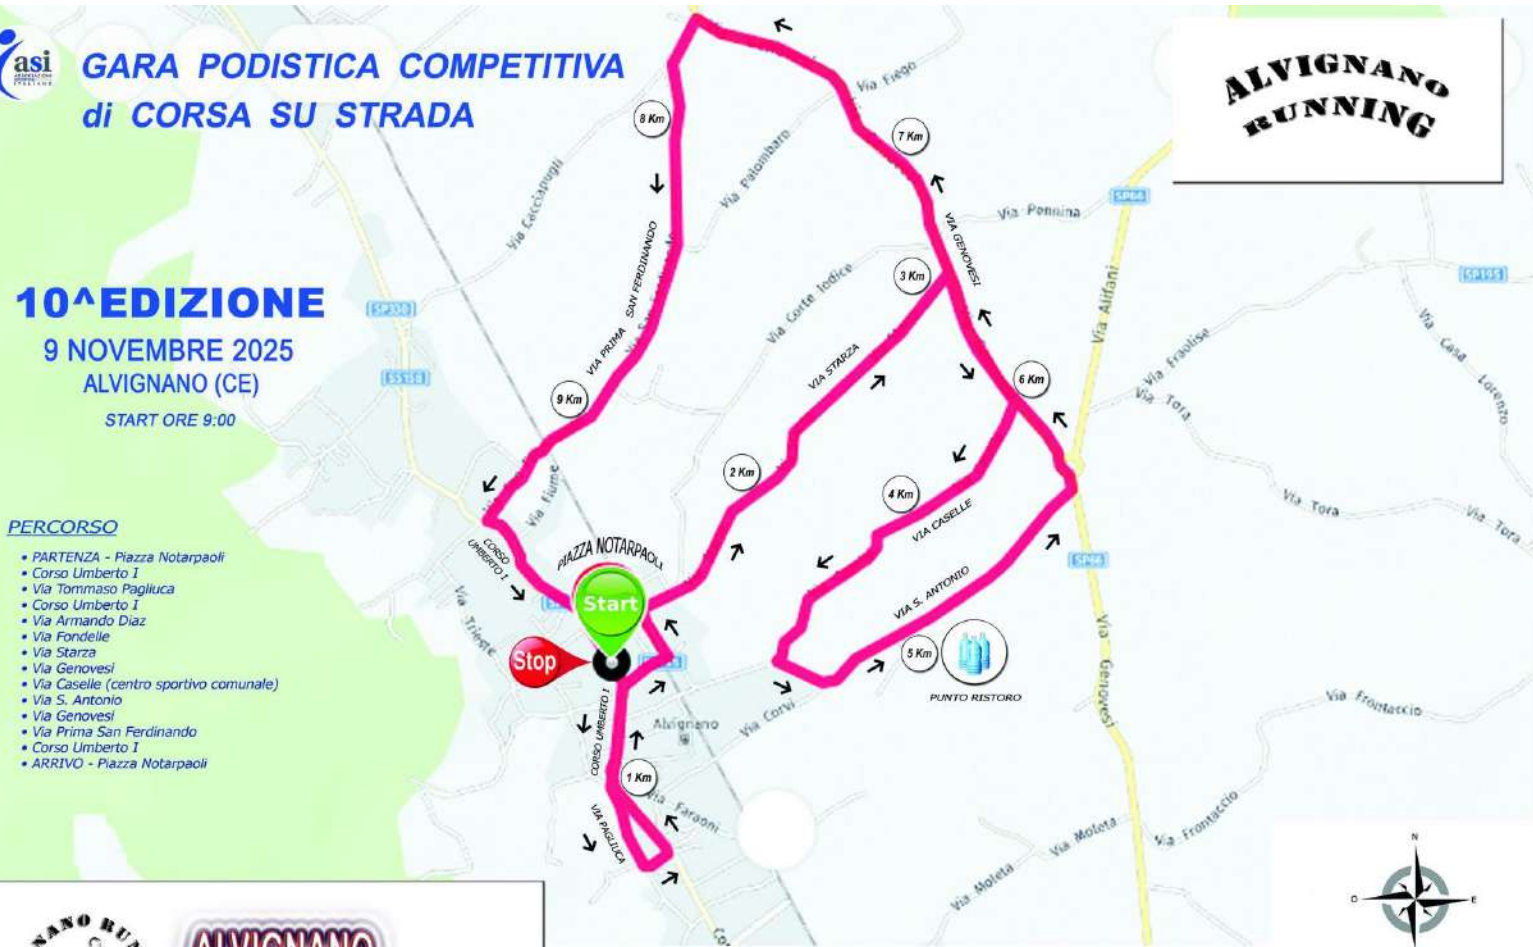 asi
GARA PODISTICA COMPETITIVA
di CORSA SU STRADA
ALVIGNANO
RUNNING
10^EDIZIONE
9 NOVEMBRE 2025
ALVIGNANO (CE)
START ORE 9:00
PERCORSO
• PARTENZA - Piazza Notarpaoli
• Corso Umberto I
• Via Tommaso Pagliuca
• Corso Umberto I
• Via Armando Diaz
• Via Fondelle
• Via Starza
• Via Genovesi
• Via Caselle (centro sportivo comunale)
• Via S. Antonio
• Via Genovesi
• Via Prima San Ferdinando
• Corso Umberto I
• ARRIVO - Piazza Notarpaoli
8 Km
7 Km
Via Fiego
Via Palombaro
Via Cacciapugli
Via Pennina
SP66
SP195
VIA GENOVESI
3 Km
VIA PRIMA SAN FERDINANDO
Via Corte Iodice
Via Alifani
SP330
SS158
VIA STARZA
6 Km
9 Km
Via Fraolise
Via Tora
Via Casa Lorenzo
2 Km
4 Km
VIA CASELLE
Via Fiume
Via Tora
Via Tora
CORSO
UMBERTO I
PIAZZA NOTARPAOLI
Start
Stop
Via Trieste
VIA S. ANTONIO
SP66
5 Km
PUNTO RISTORO
Via Genovesi
Via Corvi
Alvignano
CORSO UMBERTO I
1 Km
Via Faraoni
VIA PAGLIUCA
Via Frontaccio
Via Frontaccio
Via Moleta
Via Moleta
N
O
E
ALVIGNANO